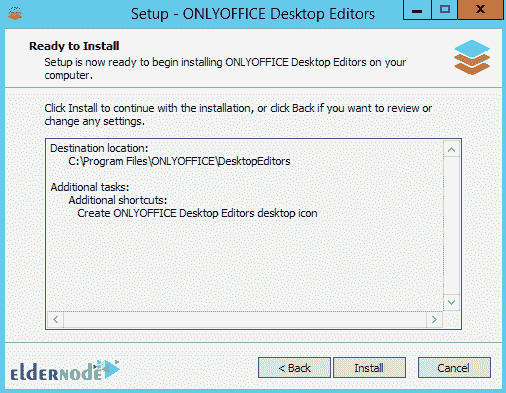 Setup - ONLYOFFICE Desktop Editors
Ready to Install
Setup is now ready to begin installing ONLYOFFICE Desktop Editors on your
computer.
Click Install to continue with the installation, or click Back if you want to review or
change any settings.
Destination location:
C:\Program Files\ONLYOFFICE\DesktopEditors
Additional tasks:
Additional shortcuts:
Create ONLYOFFICE Desktop Editors desktop icon
ELDERNODE
< Back
Install
Cancel